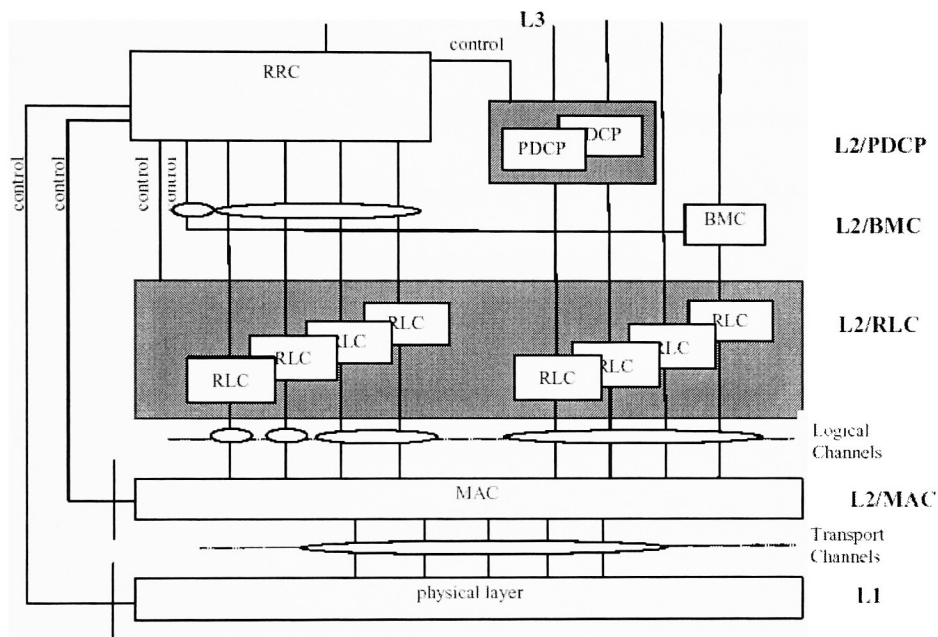 L3
control
RRC
control
control
control
control
PDCP
DCP
L2/PDCP
BMC
L2/BMC
RLC
RLC
RLC
RLC
RLC
RLC
RLC
RLC
L2/RLC
Logical
Channels
MAC
L2/MAC
Transport
Channels
physical layer
L1